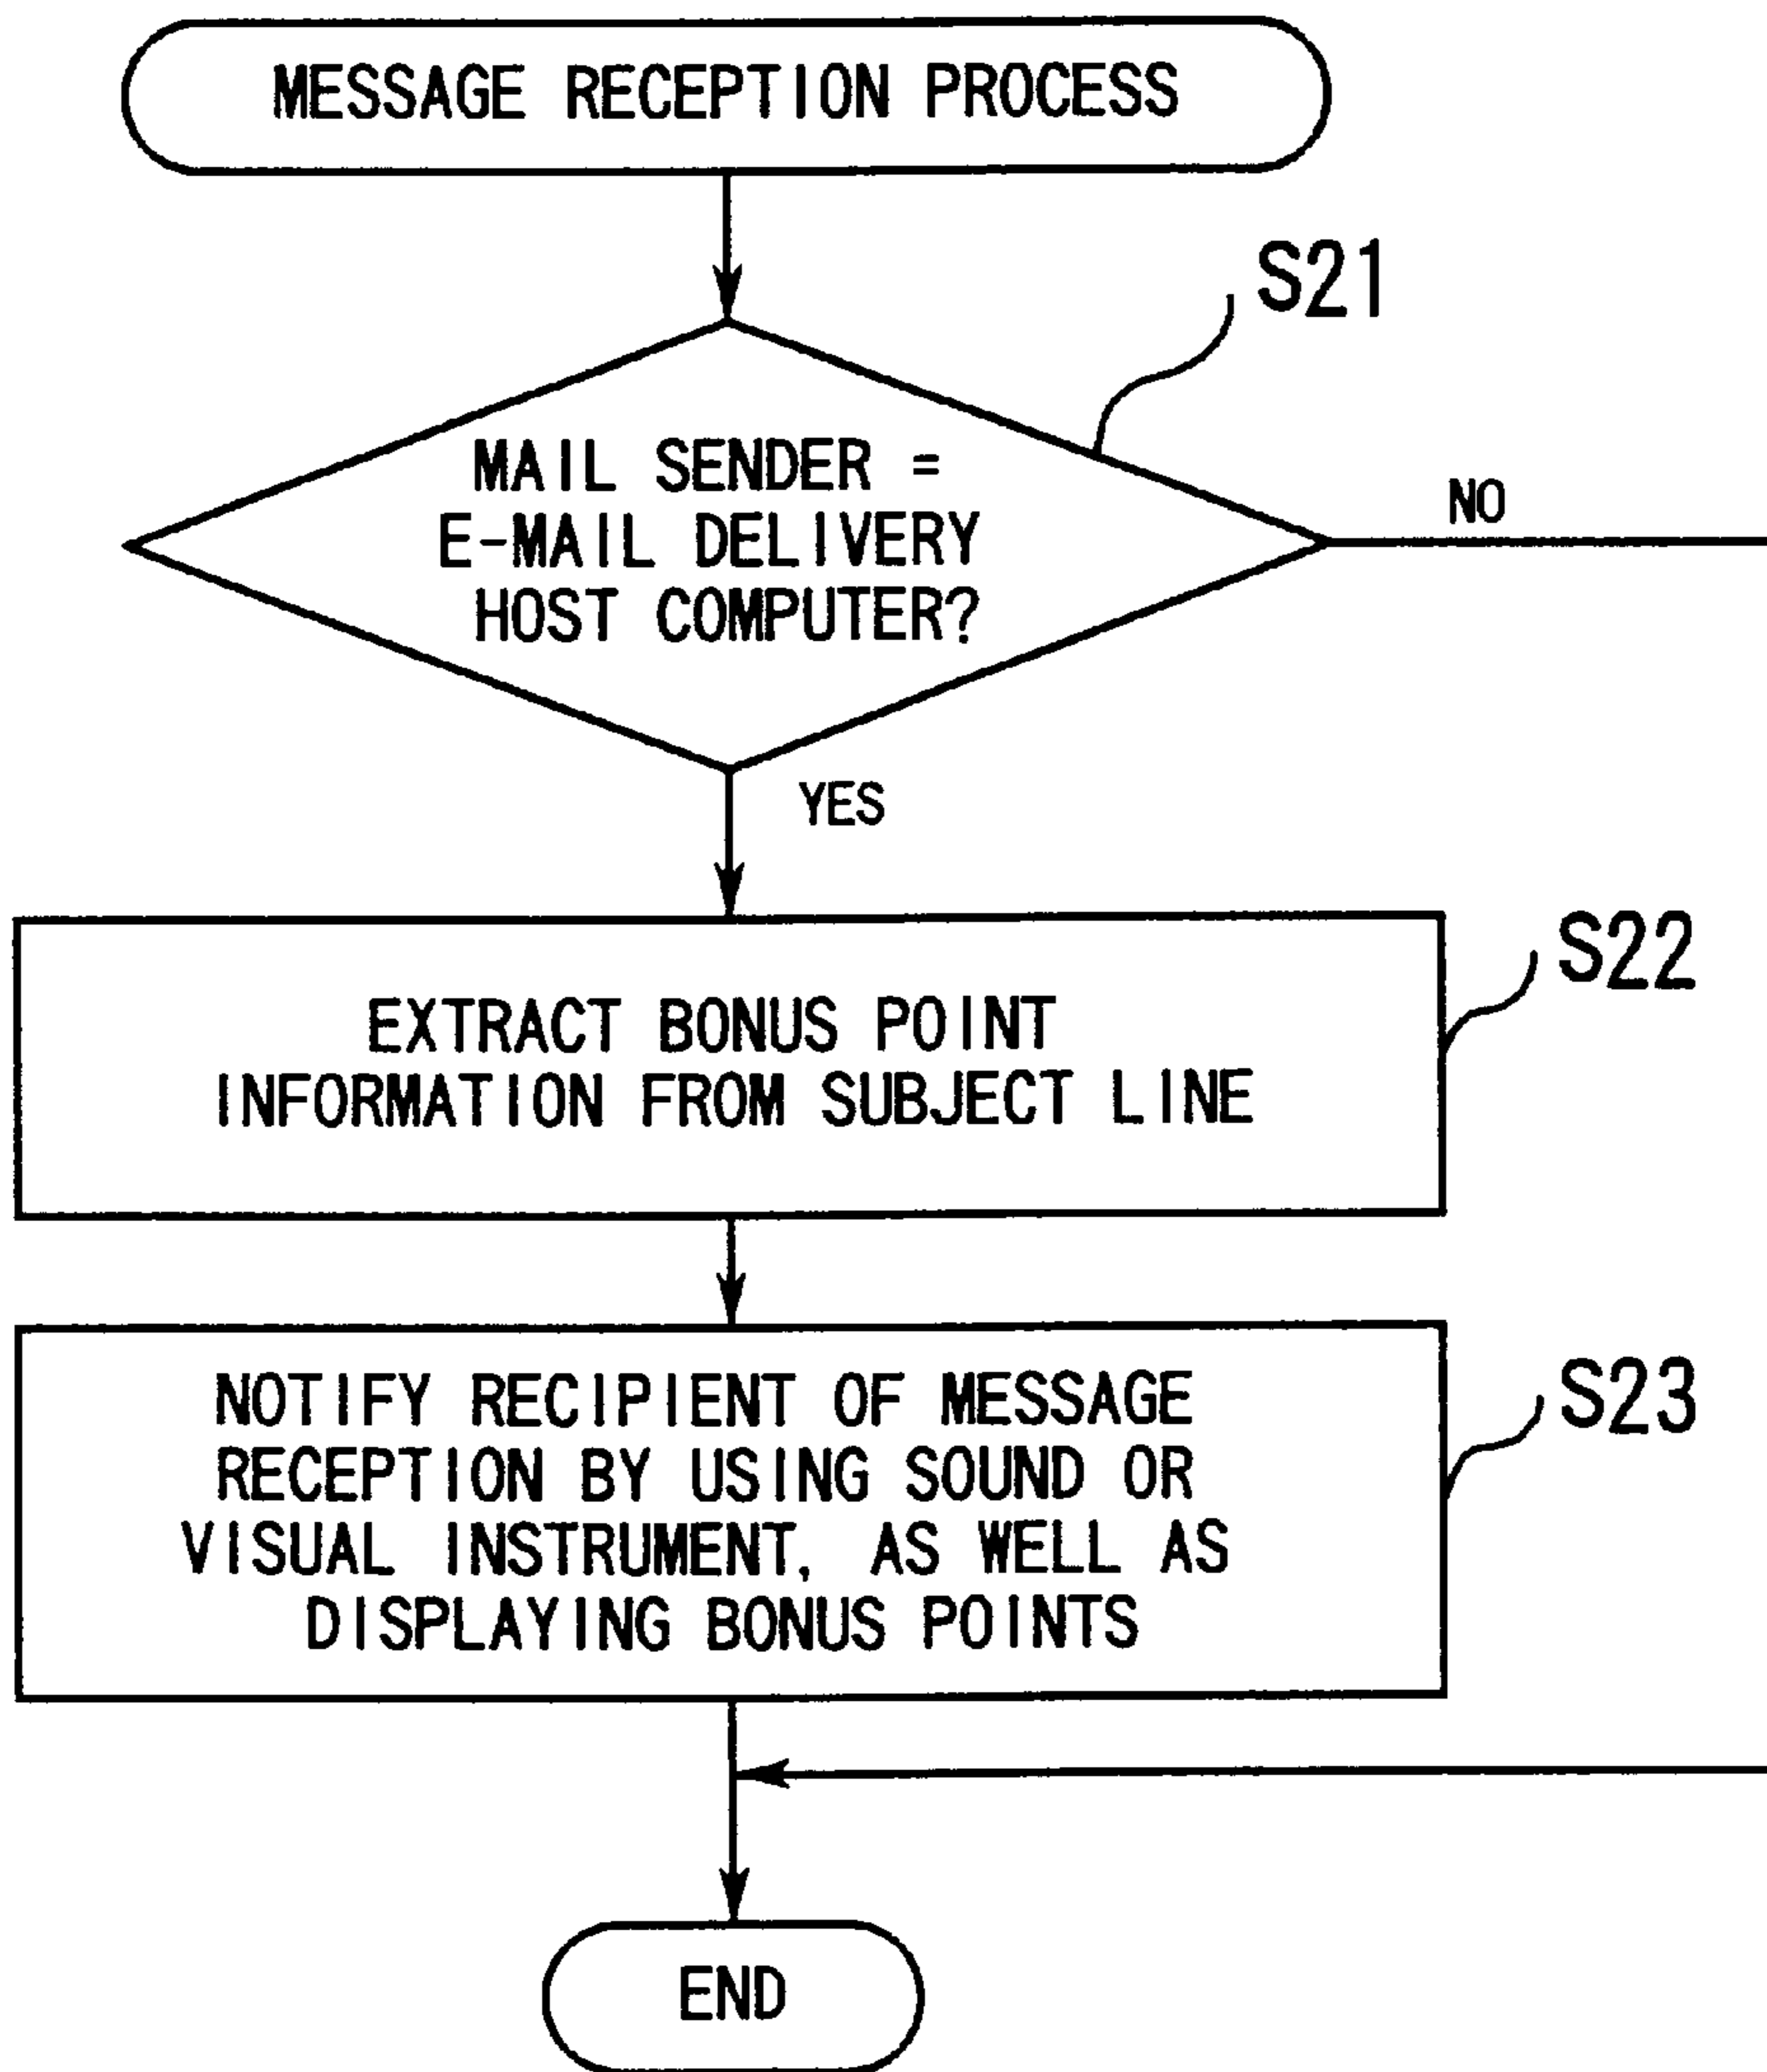 MESSAGE RECEPTION PROCESS
S21
MAIL SENDER =
E-MAIL DELIVERY
HOST COMPUTER?
NO
YES
S22
EXTRACT BONUS POINT
INFORMATION FROM SUBJECT LINE
S23
NOTIFY RECIPIENT OF MESSAGE
RECEPTION BY USING SOUND OR
VISUAL INSTRUMENT, AS WELL AS
DISPLAYING BONUS POINTS
END